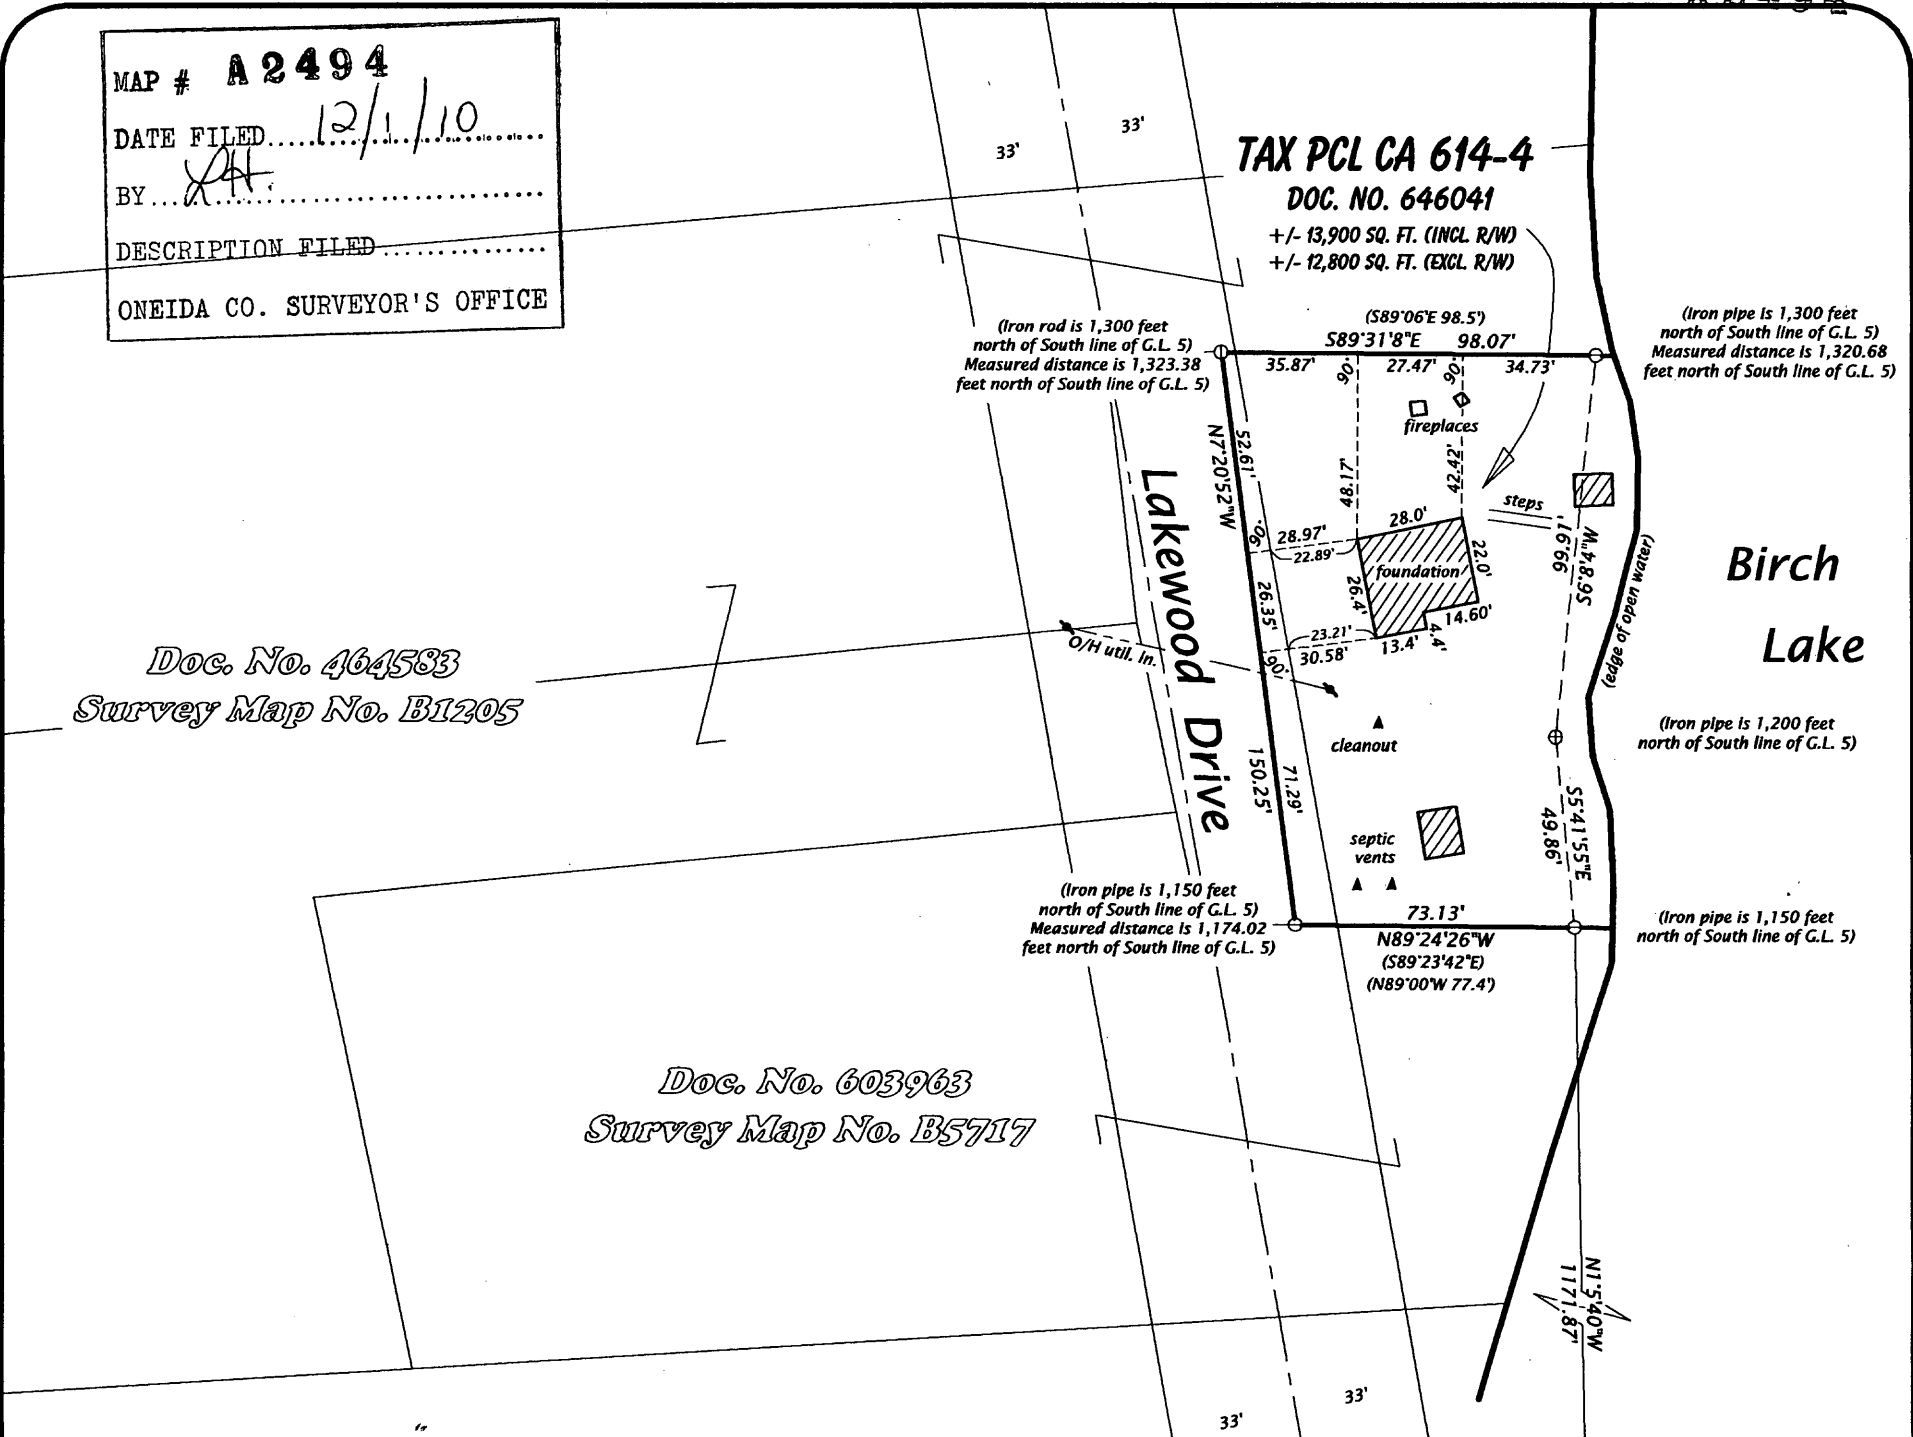 MAP # A2494
DATE FILED 12/1/10
BY
DESCRIPTION FILED
ONEIDA CO. SURVEYOR'S OFFICE
33'
33'
TAX PCL CA 614-4
DOC. NO. 646041
+/- 13,900 SQ. FT. (INCL. R/W)
+/- 12,800 SQ. FT. (EXCL. R/W)
(Iron rod is 1,300 feet
north of South line of G.L. 5)
Measured distance is 1,323.38
feet north of South line of G.L. 5)
(S89°06'E 98.5')
S89°31'8"E 98.07'
35.87'
90°
27.47'
90°
34.73'
(Iron pipe is 1,300 feet
north of South line of G.L. 5)
Measured distance is 1,320.68
feet north of South line of G.L. 5)
fireplaces
52.61'
N7°20'52"W
48.17'
42.42'
steps
28.0'
90°
28.97'
22.89'
foundation
22.0'
26.4'
26.35'
14.60'
4.4'
13.4'
23.21'
30.58'
90°
99.91'
S6°8'4"W
(edge of open water)
Birch
Lake
Lakewood Drive
O/H util. ln.
Doc. No. 464583
Survey Map No. B1205
cleanout
(Iron pipe is 1,200 feet
north of South line of G.L. 5)
150.25'
71.29'
septic
vents
S5°41'55"E
49.86'
(Iron pipe is 1,150 feet
north of South line of G.L. 5)
Measured distance is 1,174.02
feet north of South line of G.L. 5)
73.13'
N89°24'26"W
(S89°23'42"E)
(N89°00'W 77.4')
(Iron pipe is 1,150 feet
north of South line of G.L. 5)
Doc. No. 603963
Survey Map No. B5717
N1°5'40"W
1171.87'
33'
33'